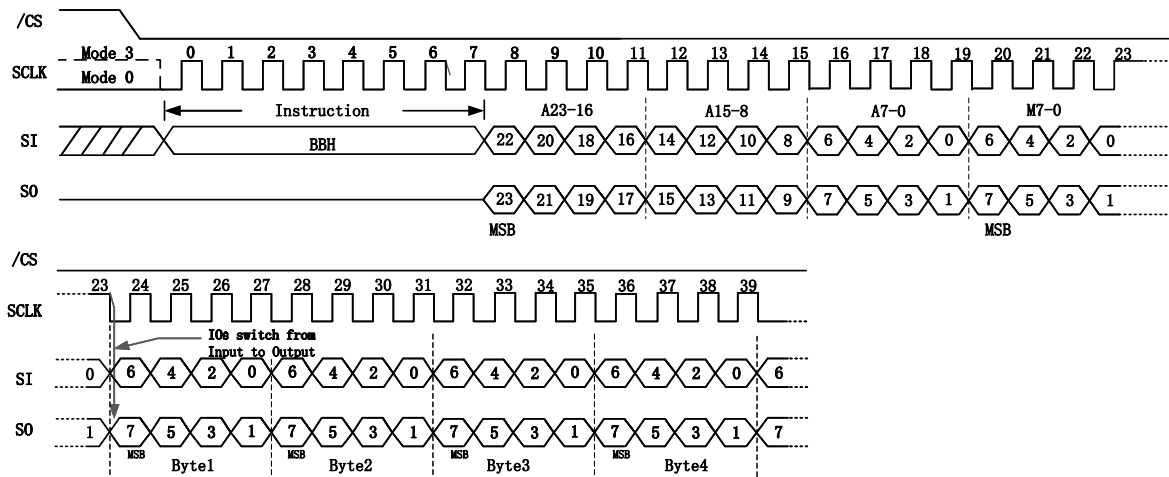 /CS
Mode 3 0 1 2 3 4 5 6 7 8 9 10 11 12 13 14 15 16 17 18 19 20 21 22 23
SCLK
Mode 0
Instruction A23-16 A15-8 A7-0 M7-0
SI BBH 22 20 18 16 14 12 10 8 6 4 2 0 6 4 2 0
SO 23 21 19 17 15 13 11 9 7 5 3 1 7 5 3 1
MSB MSB
/CS
23 24 25 26 27 28 29 30 31 32 33 34 35 36 37 38 39
SCLK
IOs switch from
Input to Output
SI 0 6 4 2 0 6 4 2 0 6 4 2 0 6 4 2 0 6
SO 1 7 5 3 1 7 5 3 1 7 5 3 1 7 5 3 1 7
MSB MSB MSB MSB
Byte1 Byte2 Byte3 Byte4